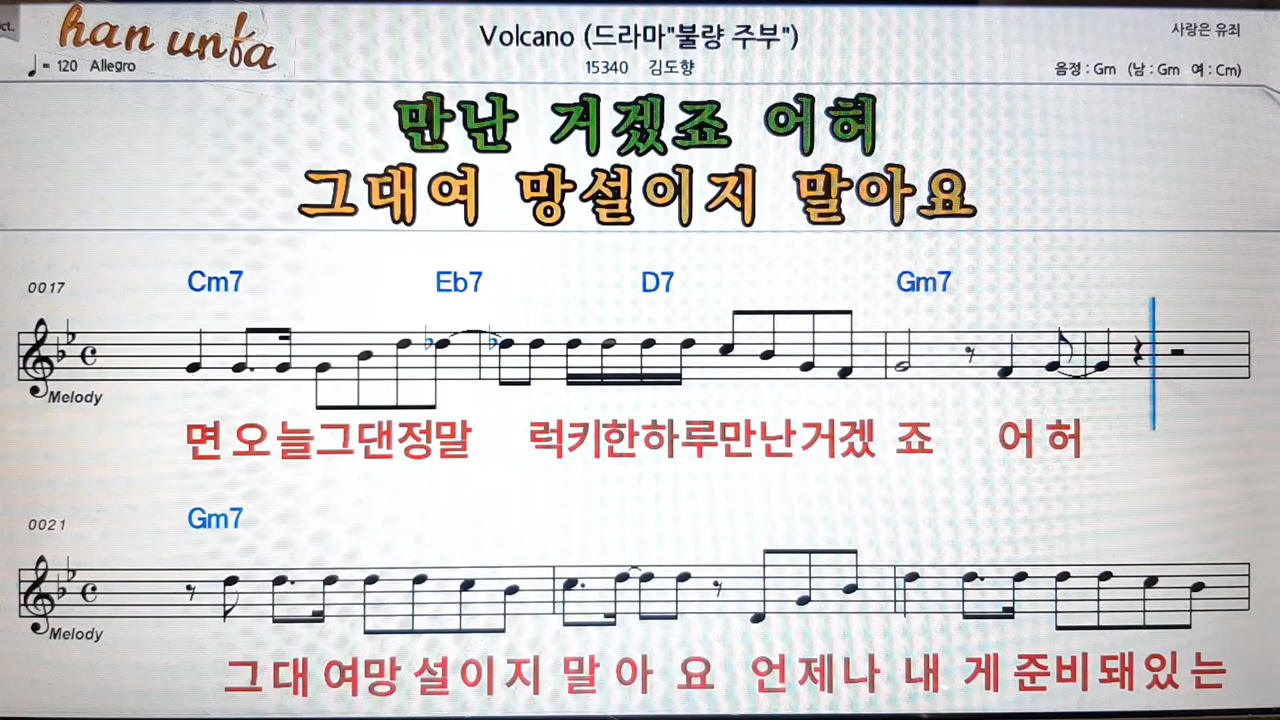 ct.
han unfa
Volcano (드라마"불량 주부")
사랑은 유죄
♩= 120 Allegro
15340 김도향
음정 : Gm (남 : Gm 여 : Cm)
만난 거겠죠 어허
그대여 망설이지 말아요
0017 Cm7 Eb7 D7 Gm7
Melody
면 오늘그댄정말 럭키한하루만난거겠 죠 어 허
0021 Gm7
Melody
그대 여망 설이지 말 아 요 언제나 내 게 준비돼있는